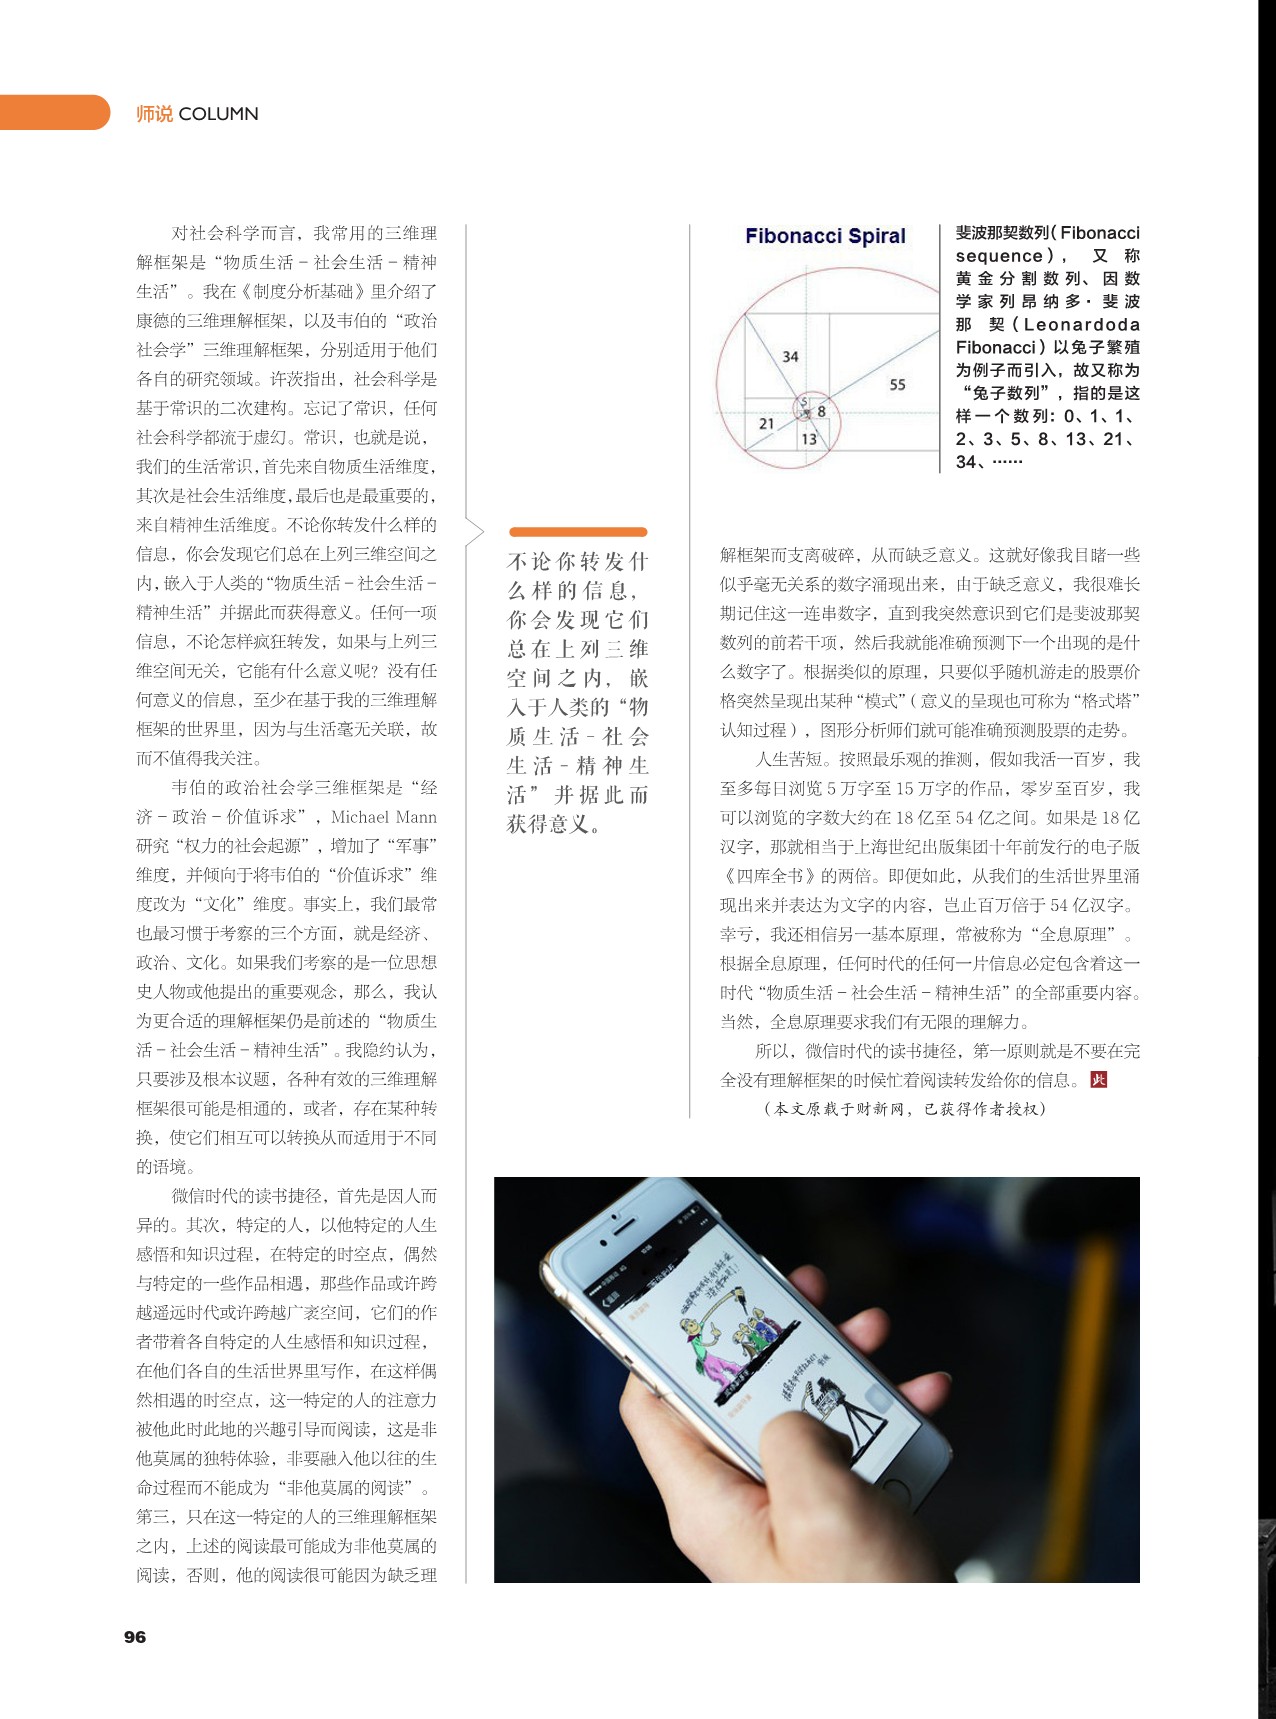 师说 COLUMN
对社会科学而言，我常用的三维理
解框架是“物质生活－社会生活－精神
生活”。我在《制度分析基础》里介绍了
康德的三维理解框架，以及韦伯的“政治
社会学”三维理解框架，分别适用于他们
各自的研究领域。许茨指出，社会科学是
基于常识的二次建构。忘记了常识，任何
社会科学都流于虚幻。常识，也就是说，
我们的生活常识，首先来自物质生活维度，
其次是社会生活维度，最后也是最重要的，
来自精神生活维度。不论你转发什么样的
信息，你会发现它们总在上列三维空间之
内，嵌入于人类的“物质生活－社会生活－
精神生活”并据此而获得意义。任何一项
信息，不论怎样疯狂转发，如果与上列三
维空间无关，它能有什么意义呢？没有任
何意义的信息，至少在基于我的三维理解
框架的世界里，因为与生活毫无关联，故
而不值得我关注。
韦伯的政治社会学三维框架是“经
济－政治－价值诉求”，Michael Mann
研究“权力的社会起源”，增加了“军事”
维度，并倾向于将韦伯的“价值诉求”维
度改为“文化”维度。事实上，我们最常
也最习惯于考察的三个方面，就是经济、
政治、文化。如果我们考察的是一位思想
史人物或他提出的重要观念，那么，我认
为更合适的理解框架仍是前述的“物质生
活－社会生活－精神生活”。我隐约认为，
只要涉及根本议题，各种有效的三维理解
框架很可能是相通的，或者，存在某种转
换，使它们相互可以转换从而适用于不同
的语境。
微信时代的读书捷径，首先是因人而
异的。其次，特定的人，以他特定的人生
感悟和知识过程，在特定的时空点，偶然
与特定的一些作品相遇，那些作品或许跨
越遥远时代或许跨越广袤空间，它们的作
者带着各自特定的人生感悟和知识过程，
在他们各自的生活世界里写作，在这样偶
然相遇的时空点，这一特定的人的注意力
被他此时此地的兴趣引导而阅读，这是非
他莫属的独特体验，非要融入他以往的生
命过程而不能成为“非他莫属的阅读”。
第三，只在这一特定的人的三维理解框架
之内，上述的阅读最可能成为非他莫属的
阅读，否则，他的阅读很可能因为缺乏理
不论你转发什
么样的信息，
你会发现它们
总在上列三维
空间之内，嵌
入于人类的“物
质生活－社会
生活－精神生
活”并据此而
获得意义。
Fibonacci Spiral
34
55
5
8
21
13
斐波那契数列（Fibonacci
sequence），又称
黄金分割数列、因数
学家列昂纳多·斐波
那契（Leonardoda
Fibonacci）以兔子繁殖
为例子而引入，故又称为
“兔子数列”，指的是这
样一个数列：0、1、1、
2、3、5、8、13、21、
34、……
解框架而支离破碎，从而缺乏意义。这就好像我目睹一些
似乎毫无关系的数字涌现出来，由于缺乏意义，我很难长
期记住这一连串数字，直到我突然意识到它们是斐波那契
数列的前若干项，然后我就能准确预测下一个出现的是什
么数字了。根据类似的原理，只要似乎随机游走的股票价
格突然呈现出某种“模式”（意义的呈现也可称为“格式塔”
认知过程），图形分析师们就可能准确预测股票的走势。
人生苦短。按照最乐观的推测，假如我活一百岁，我
至多每日浏览 5 万字至 15 万字的作品，零岁至百岁，我
可以浏览的字数大约在 18 亿至 54 亿之间。如果是 18 亿
汉字，那就相当于上海世纪出版集团十年前发行的电子版
《四库全书》的两倍。即便如此，从我们的生活世界里涌
现出来并表达为文字的内容，岂止百万倍于 54 亿汉字。
幸亏，我还相信另一基本原理，常被称为“全息原理”。
根据全息原理，任何时代的任何一片信息必定包含着这一
时代“物质生活－社会生活－精神生活”的全部重要内容。
当然，全息原理要求我们有无限的理解力。
所以，微信时代的读书捷径，第一原则就是不要在完
全没有理解框架的时候忙着阅读转发给你的信息。 此
（本文原载于财新网，已获得作者授权）
96